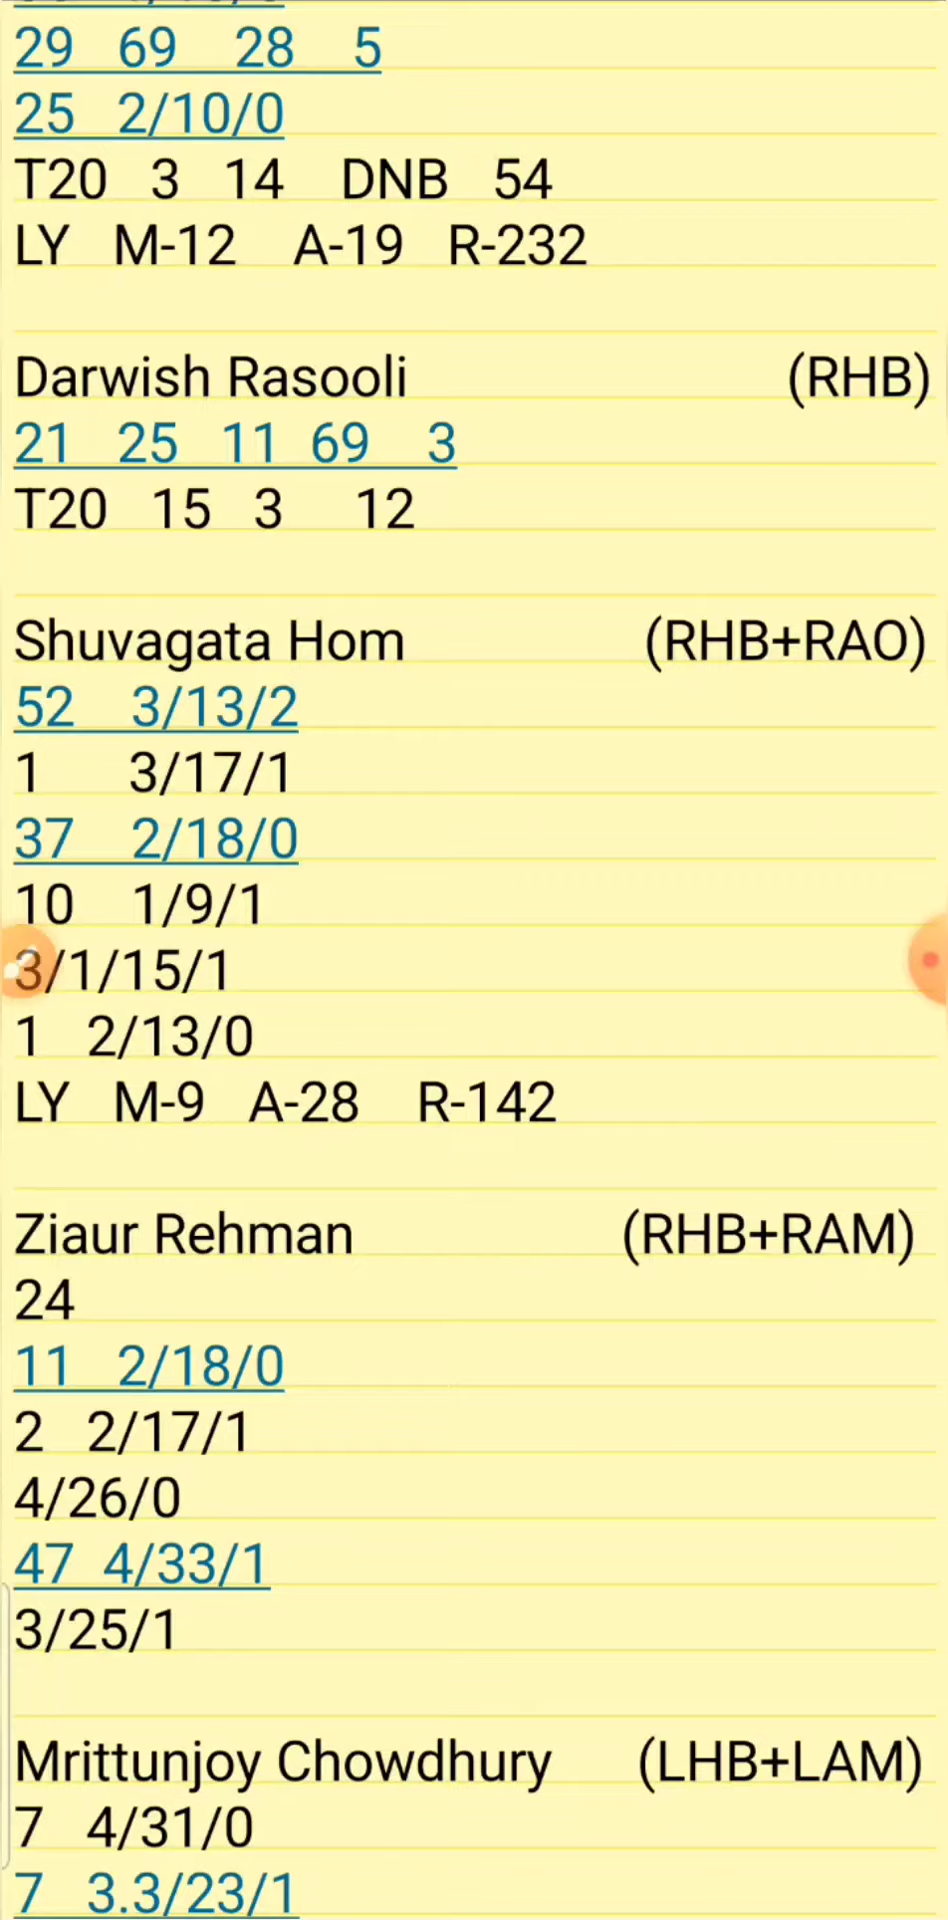 29 69 28 5
25 2/10/0
T20 3 14 DNB 54
LY M-12 A-19 R-232
Darwish Rasooli (RHB)
21 25 11 69 3
T20 15 3 12
Shuvagata Hom (RHB+RAO)
52 3/13/2
1 3/17/1
37 2/18/0
10 1/9/1
3/1/15/1
1 2/13/0
LY M-9 A-28 R-142
Ziaur Rehman (RHB+RAM)
24
11 2/18/0
2 2/17/1
4/26/0
47 4/33/1
3/25/1
Mrittunjoy Chowdhury (LHB+LAM)
7 4/31/0
7 3.3/23/1